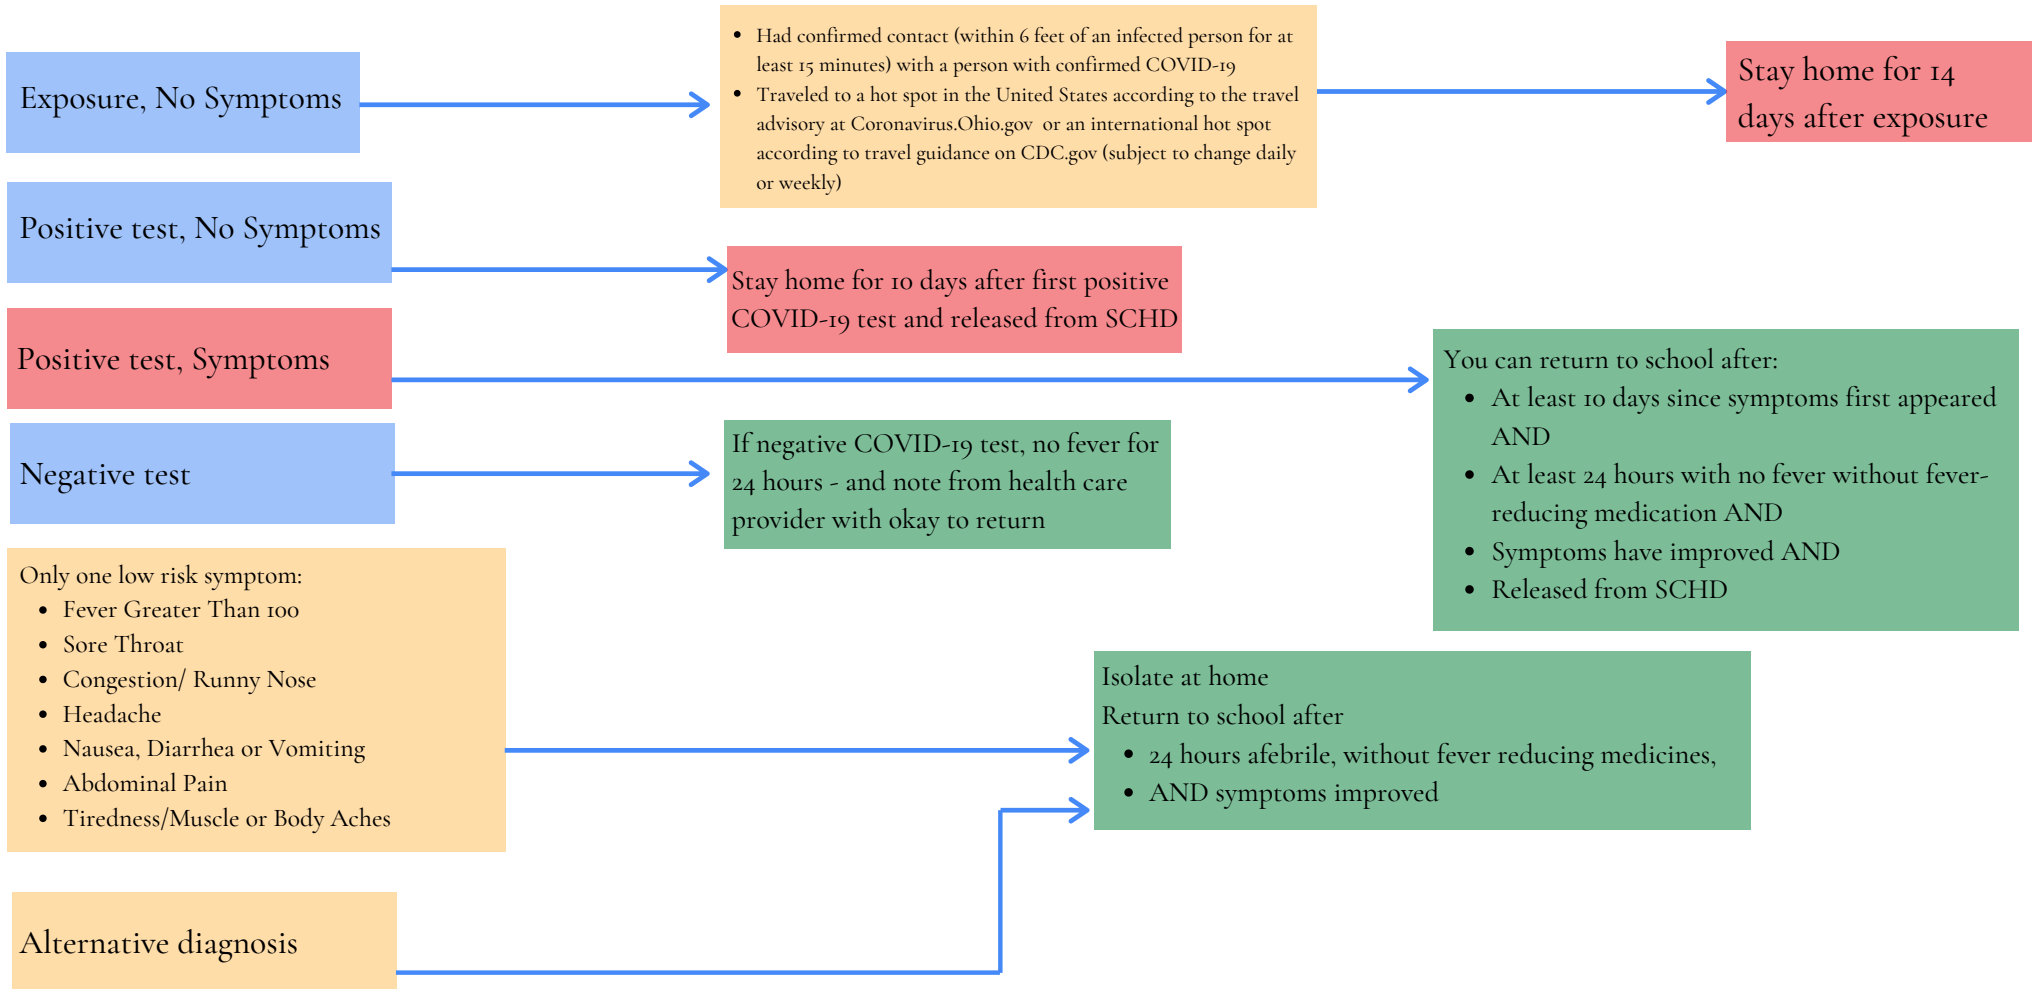 Exposure, No Symptoms
• Had confirmed contact (within 6 feet of an infected person for at
least 15 minutes) with a person with confirmed COVID-19
• Traveled to a hot spot in the United States according to the travel
advisory at Coronavirus.Ohio.gov or an international hot spot
according to travel guidance on CDC.gov (subject to change daily
or weekly)
Stay home for 14
days after exposure
Positive test, No Symptoms
Stay home for 10 days after first positive
COVID-19 test and released from SCHD
Positive test, Symptoms
You can return to school after:
• At least 10 days since symptoms first appeared
AND
• At least 24 hours with no fever without fever-
reducing medication AND
• Symptoms have improved AND
• Released from SCHD
Negative test
If negative COVID-19 test, no fever for
24 hours - and note from health care
provider with okay to return
Only one low risk symptom:
• Fever Greater Than 100
• Sore Throat
• Congestion/ Runny Nose
• Headache
• Nausea, Diarrhea or Vomiting
• Abdominal Pain
• Tiredness/Muscle or Body Aches
Isolate at home
Return to school after
• 24 hours afebrile, without fever reducing medicines,
• AND symptoms improved
Alternative diagnosis